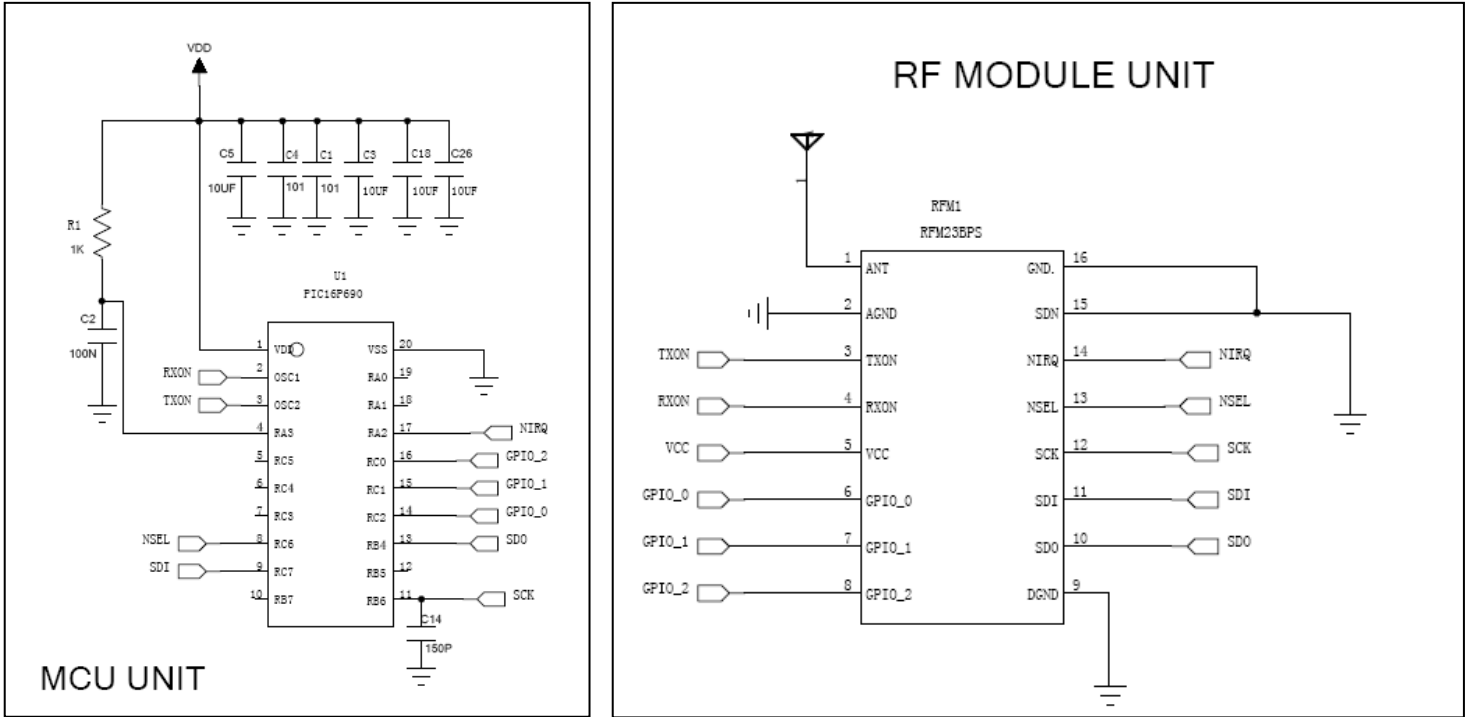 VDD
C5
C4
C1
C3
C18
C26
10UF
101
101
10UF
10UF
10UF
R1
1K
U1
PIC16P690
C2
100N
1 VDD
VSS 20
RXON
2 OSC1
RA0 19
TXON
3 OSC2
RA1 18
4 RA3
RA2 17
NIRQ
5 RC5
RC0 16
GPIO_2
6 RC4
RC1 15
GPIO_1
7 RC3
RC2 14
GPIO_0
NSEL
8 RC6
RB4 13
SDO
SDI
9 RC7
RB5 12
10 RB7
RB6 11
SCK
C14
150P
MCU UNIT
RF MODULE UNIT
1
RFM1
RFM23BPS
1 ANT
GND. 16
2 AGND
SDN 15
TXON
3 TXON
NIRQ 14
NIRQ
RXON
4 RXON
NSEL 13
NSEL
VCC
5 VCC
SCK 12
SCK
GPIO_0
6 GPIO_0
SDI 11
SDI
GPIO_1
7 GPIO_1
SDO 10
SDO
GPIO_2
8 GPIO_2
DGND 9